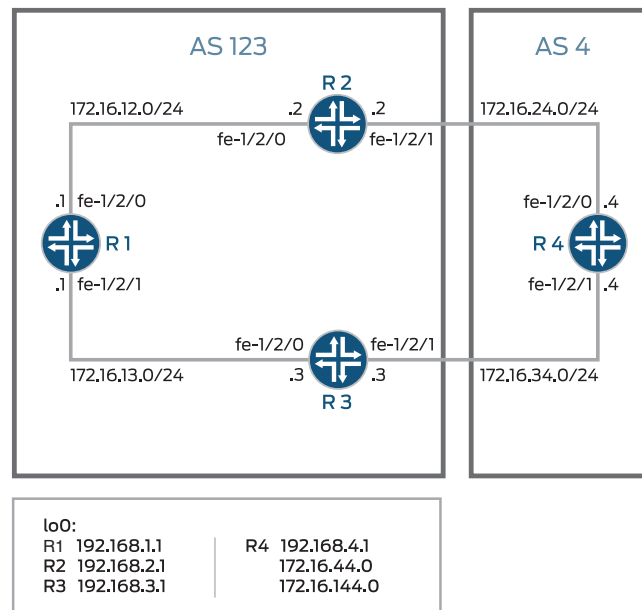 AS 123
AS 4
R 2
172.16.12.0/24
.2
.2
172.16.24.0/24
fe-1/2/0
fe-1/2/1
.1 fe-1/2/0
fe-1/2/0 .4
R 1
R 4
.1 fe-1/2/1
fe-1/2/1 .4
fe-1/2/0
fe-1/2/1
172.16.13.0/24
.3
.3
172.16.34.0/24
R 3
lo0:
R1 192.168.1.1
R2 192.168.2.1
R3 192.168.3.1
R4 192.168.4.1
172.16.44.0
172.16.144.0